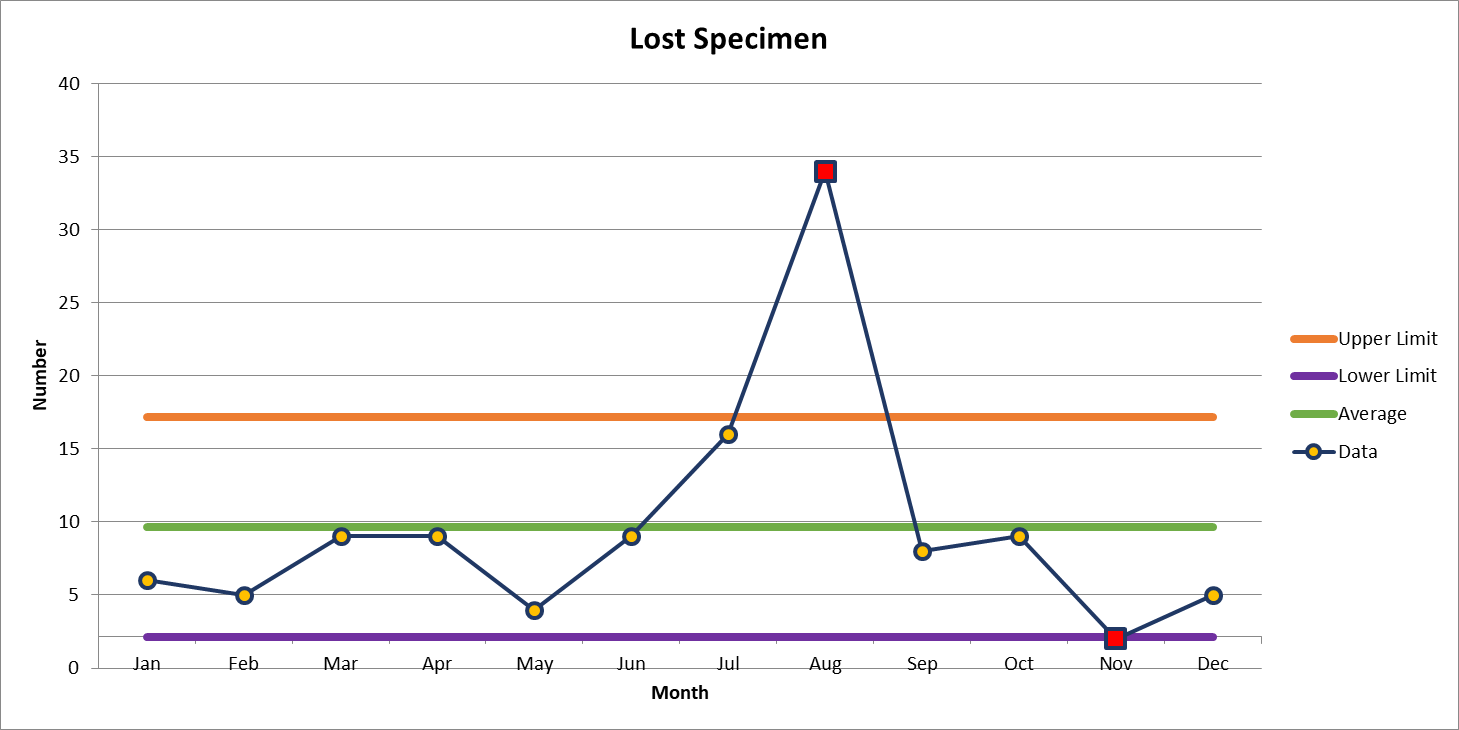 Lost Specimen
40
35
30
25
20
15
10
5
0
Number
Jan Feb Mar Apr May Jun Jul Aug Sep Oct Nov Dec
Month
Upper Limit
Lower Limit
Average
Data